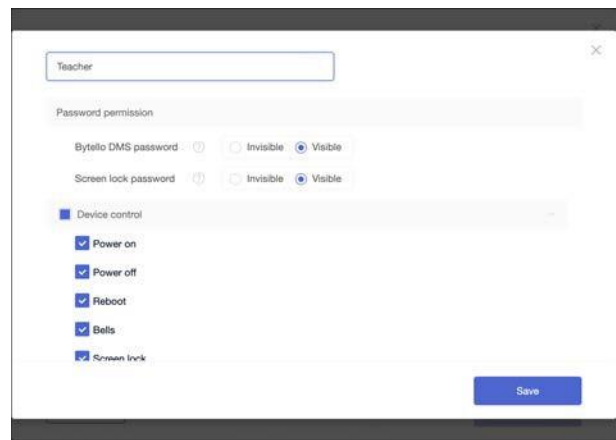 Teacher
Password permission
Bytello DMS password ? Invisible Visible
Screen lock password ? Invisible Visible
Device control
Power on
Power off
Reboot
Bells
Screen lock
Save